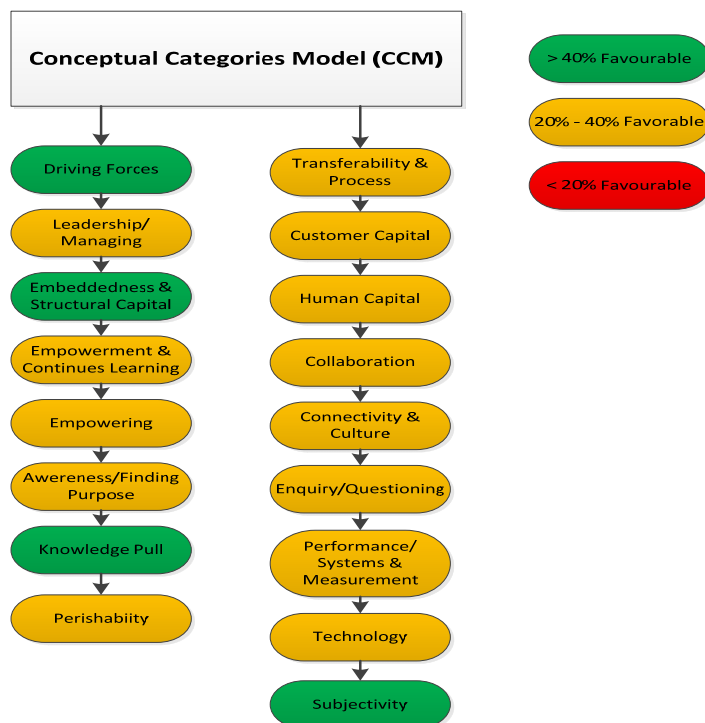 Conceptual Categories Model (CCM)
> 40% Favourable
20% - 40% Favorable
< 20% Favourable
Driving Forces
Leadership/
Managing
Embeddedness &
Structural Capital
Empowerment &
Continues Learning
Empowering
Awereness/Finding
Purpose
Knowledge Pull
Perishabiity
Transferability &
Process
Customer Capital
Human Capital
Collaboration
Connectivity &
Culture
Enquiry/Questioning
Performance/
Systems &
Measurement
Technology
Subjectivity